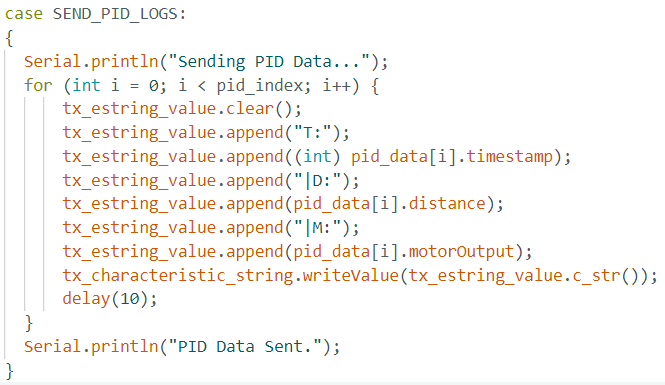 case SEND_PID_LOGS:
{
  Serial.println("Sending PID Data...");
  for (int i = 0; i < pid_index; i++) {
      tx_estring_value.clear();
      tx_estring_value.append("T:");
      tx_estring_value.append((int) pid_data[i].timestamp);
      tx_estring_value.append("|D:");
      tx_estring_value.append(pid_data[i].distance);
      tx_estring_value.append("|M:");
      tx_estring_value.append(pid_data[i].motorOutput);
      tx_characteristic_string.writeValue(tx_estring_value.c_str());
      delay(10);
  }
  Serial.println("PID Data Sent.");
}